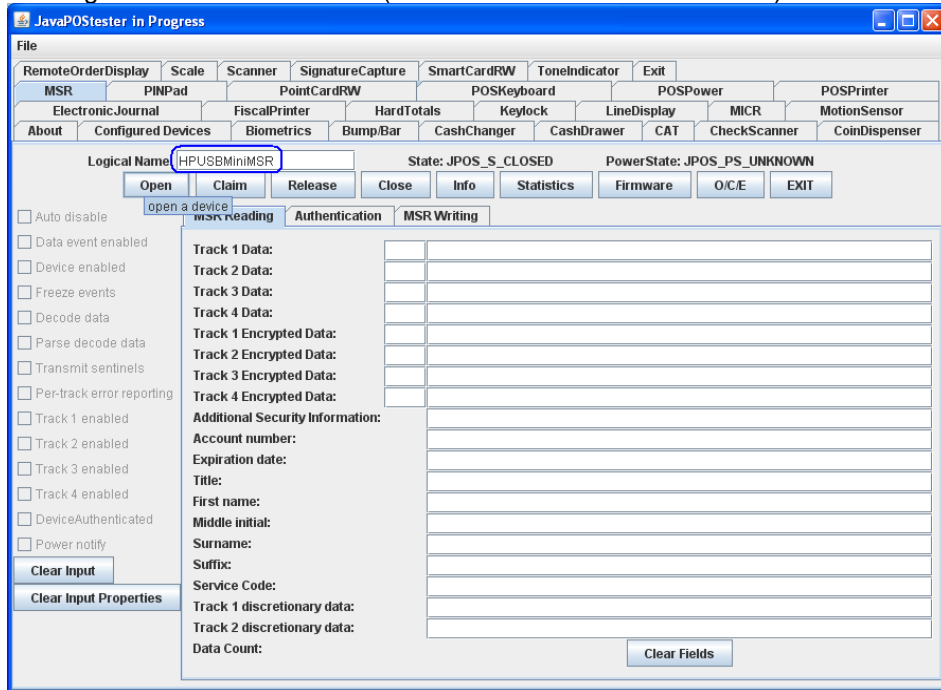 JavaPOStester in Progress
File
RemoteOrderDisplay Scale Scanner SignatureCapture SmartCardRW ToneIndicator Exit
MSR PINPad PointCardRW POSKeyboard POSPower POSPrinter
ElectronicJournal FiscalPrinter HardTotals Keylock LineDisplay MICR MotionSensor
About Configured Devices Biometrics Bump/Bar CashChanger CashDrawer CAT CheckScanner CoinDispenser
Logical Name: HPUSBMiniMSR State: JPOS_S_CLOSED PowerState: JPOS_PS_UNKNOWN
Open Claim Release Close Info Statistics Firmware O/C/E EXIT
open a device
Auto disable MSR Reading Authentication MSR Writing
Data event enabled
Track 1 Data:
Device enabled Track 2 Data:
Freeze events Track 3 Data:
Decode data Track 4 Data:
Parse decode data Track 1 Encrypted Data:
Track 2 Encrypted Data:
Transmit sentinels Track 3 Encrypted Data:
Per-track error reporting Track 4 Encrypted Data:
Track 1 enabled Additional Security Information:
Track 2 enabled Account number:
Expiration date:
Track 3 enabled Title:
Track 4 enabled First name:
DeviceAuthenticated Middle initial:
Power notify Surname:
Clear Input Suffix:
Service Code:
Clear Input Properties Track 1 discretionary data:
Track 2 discretionary data:
Data Count: Clear Fields